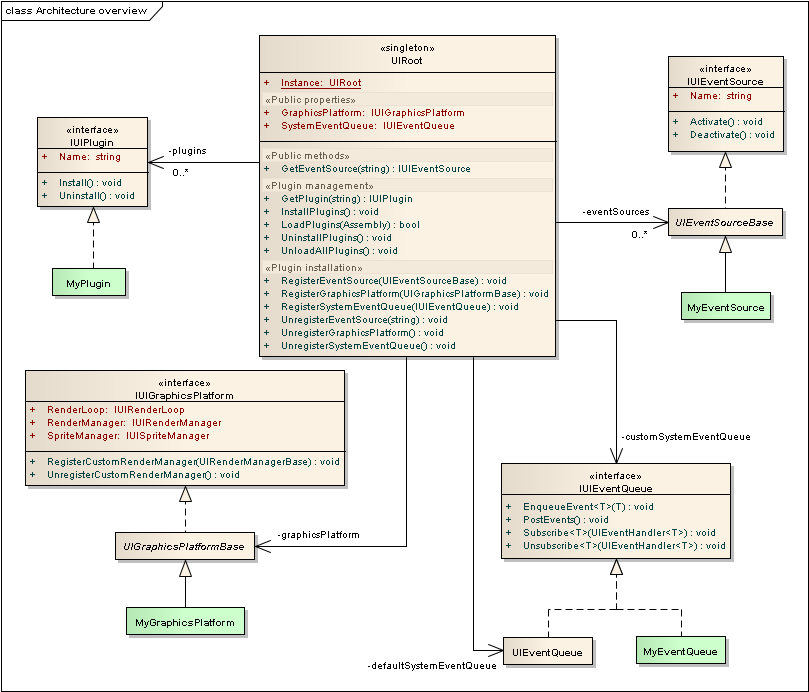 class Architecture overview
«singleton»
UIRoot
+ Instance: UIRoot
«Public properties»
+ GraphicsPlatform: IUIGraphicsPlatform
+ SystemEventQueue: IUIEventQueue
«Public methods»
+ GetEventSource(string) : IUIEventSource
«Plugin management»
+ GetPlugin(string) : IUIPlugin
+ InstallPlugins() : void
+ LoadPlugins(Assembly) : bool
+ UninstallPlugins() : void
+ UnloadAllPlugins() : void
«Plugin installation»
+ RegisterEventSource(UIEventSourceBase) : void
+ RegisterGraphicsPlatform(UIGraphicsPlatformBase) : void
+ RegisterSystemEventQueue(IUIEventQueue) : void
+ UnregisterEventSource(string) : void
+ UnregisterGraphicsPlatform() : void
+ UnregisterSystemEventQueue() : void
«interface»
IUIPlugin
+ Name: string
+ Install() : void
+ Uninstall() : void
-plugins
0..*
MyPlugin
«interface»
IUIEventSource
+ Name: string
+ Activate() : void
+ Deactivate() : void
-eventSources
0..*
UIEventSourceBase
MyEventSource
«interface»
IUIGraphicsPlatform
+ RenderLoop: IUIRenderLoop
+ RenderManager: IUIRenderManager
+ SpriteManager: IUISpriteManager
+ RegisterCustomRenderManager(UIRenderManagerBase) : void
+ UnregisterCustomRenderManager() : void
UIGraphicsPlatformBase
-graphicsPlatform
MyGraphicsPlatform
-customSystemEventQueue
«interface»
IUIEventQueue
+ EnqueueEvent<T>(T) : void
+ PostEvents() : void
+ Subscribe<T>(UIEventHandler<T>) : void
+ Unsubscribe<T>(UIEventHandler<T>) : void
-defaultSystemEventQueue
UIEventQueue
MyEventQueue